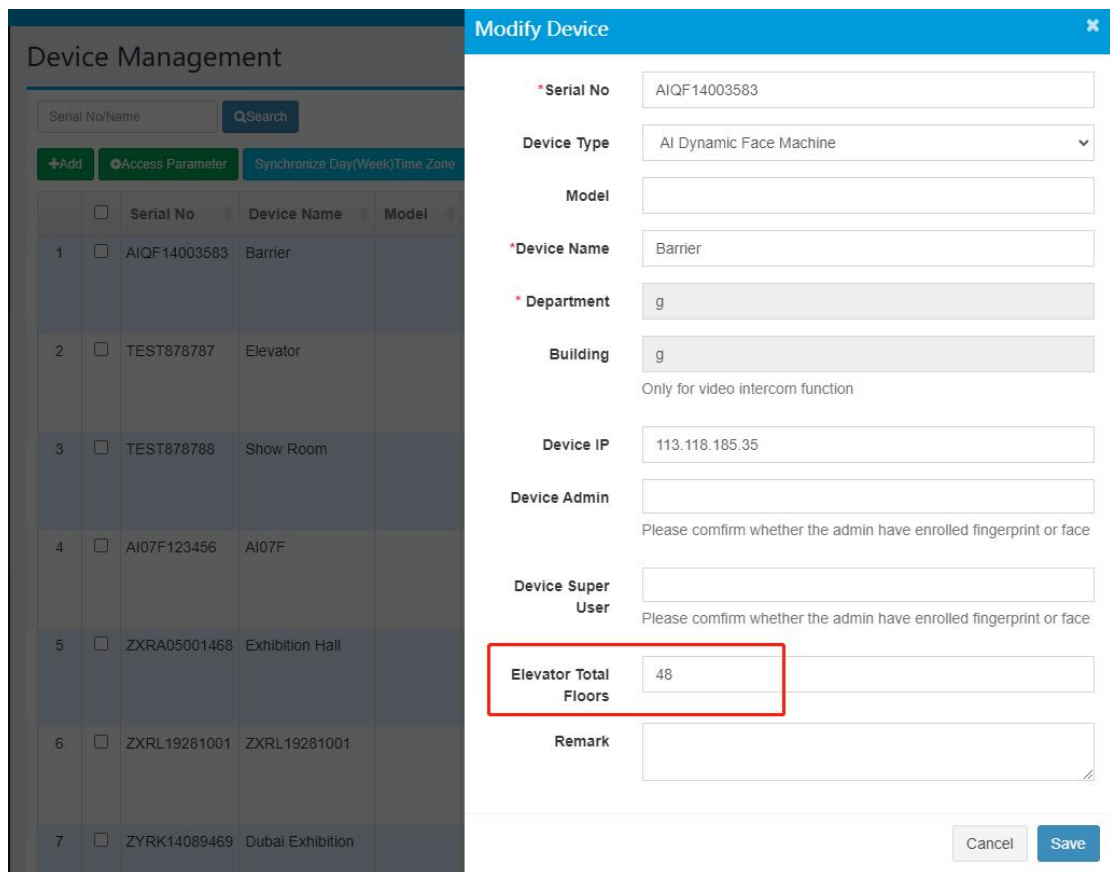 Device Management
Serial No/Name
Search
+Add
Access Parameter
Synchronize Day(Week)Time Zone
Serial No Device Name Model
1 AIQF14003583 Barrier
2 TEST878787 Elevator
3 TEST878788 Show Room
4 AI07F123456 AI07F
5 ZXRA05001468 Exhibition Hall
6 ZXRL19281001 ZXRL19281001
7 ZYRK14089469 Dubai Exhibition
Modify Device
*Serial No AIQF14003583
Device Type AI Dynamic Face Machine
Model
*Device Name Barrier
* Department g
Building g
Only for video intercom function
Device IP 113.118.185.35
Device Admin
Please comfirm whether the admin have enrolled fingerprint or face
Device Super
User
Please confirm whether the admin have enrolled fingerprint or face
Elevator Total 48
Floors
Remark
Cancel Save